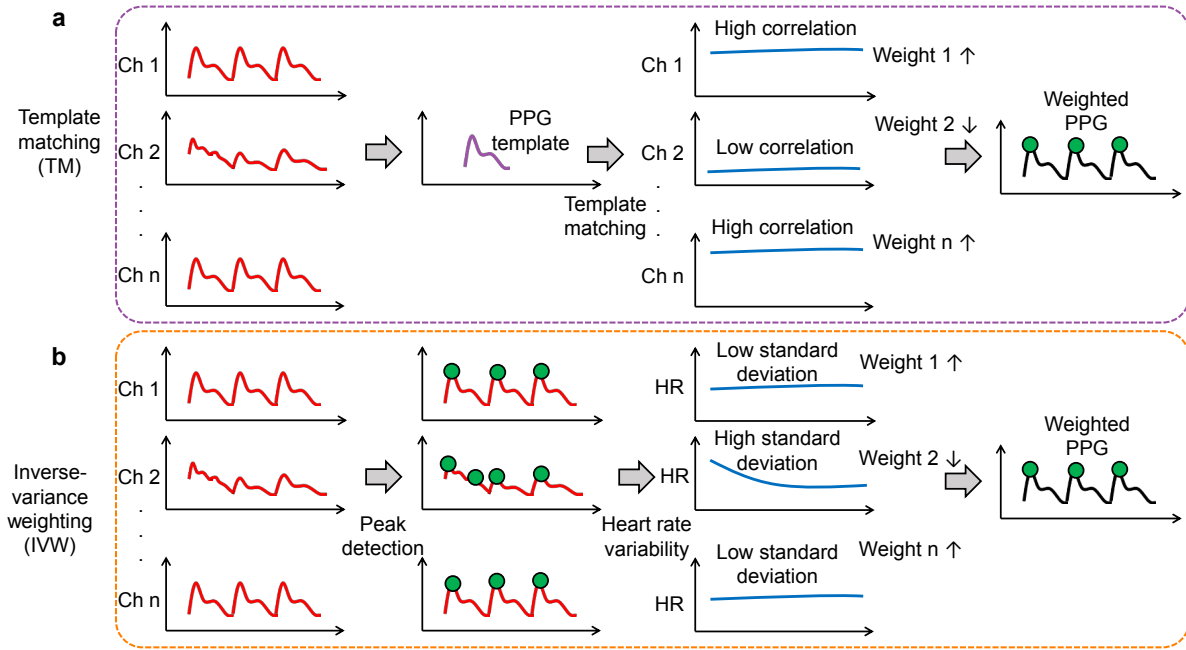 a
Template
matching
(TM)
Ch 1
Ch 2
.
.
.
Ch n
PPG
template
Template
matching
Ch 1
High correlation
Weight 1 ↑
Ch 2
Low correlation
Weight 2 ↓
.
.
.
Ch n
High correlation
Weight n ↑
Weighted
PPG
b
Inverse-
variance
weighting
(IVW)
Ch 1
Ch 2
.
.
.
Ch n
Peak
detection
Heart rate
variability
HR
Low standard
deviation
Weight 1 ↑
HR
High standard
deviation
Weight 2 ↓
HR
Low standard
deviation
Weight n ↑
Weighted
PPG